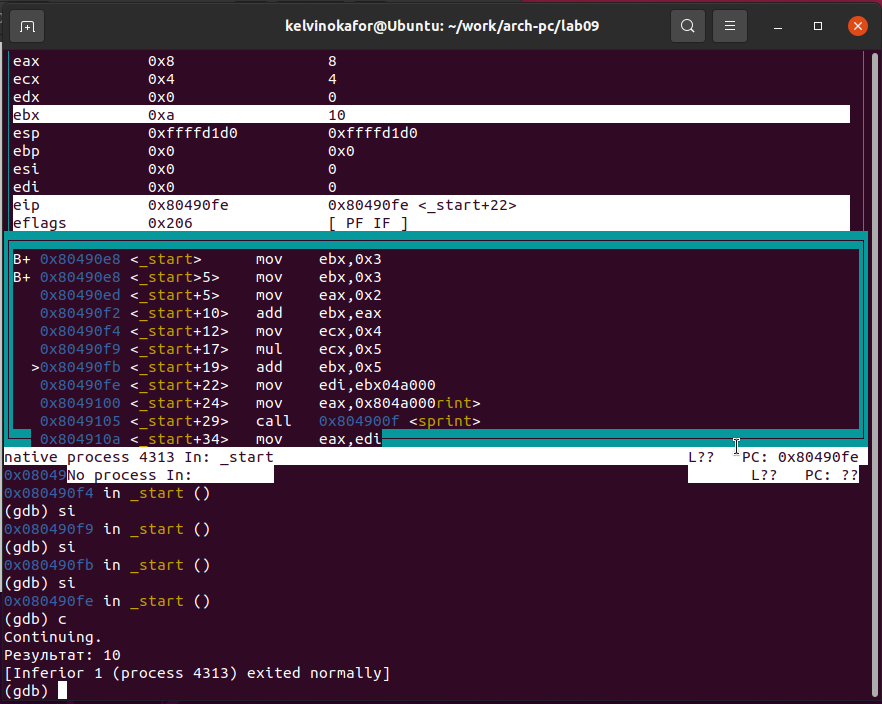 kelvinokafor@Ubuntu: ~/work/arch-pc/lab09
eax 0x8 8
ecx 0x4 4
edx 0x0 0
ebx 0xa 10
esp 0xffffd1d0 0xffffd1d0
ebp 0x0 0x0
esi 0x0 0
edi 0x0 0
eip 0x80490fe 0x80490fe <_start+22>
eflags 0x206 [ PF IF ]
B+ 0x80490e8 <_start> mov ebx,0x3
B+ 0x80490e8 <_start>5> mov ebx,0x3
0x80490ed <_start+5> mov eax,0x2
0x80490f2 <_start+10> add ebx,eax
0x80490f4 <_start+12> mov ecx,0x4
0x80490f9 <_start+17> mul ecx,0x5
>0x80490fb <_start+19> add ebx,0x5
0x80490fe <_start+22> mov edi,ebx04a000
0x8049100 <_start+24> mov eax,0x804a000rint>
0x8049105 <_start+29> call 0x804900f <sprint>
0x804910a <_start+34> mov eax,edi
native process 4313 In: _start L?? PC: 0x80490fe
0x08049No process In: L?? PC: ??
0x080490f4 in _start ()
(gdb) si
0x080490f9 in _start ()
(gdb) si
0x080490fb in _start ()
(gdb) si
0x080490fe in _start ()
(gdb) c
Continuing.
Результат: 10
[Inferior 1 (process 4313) exited normally]
(gdb)